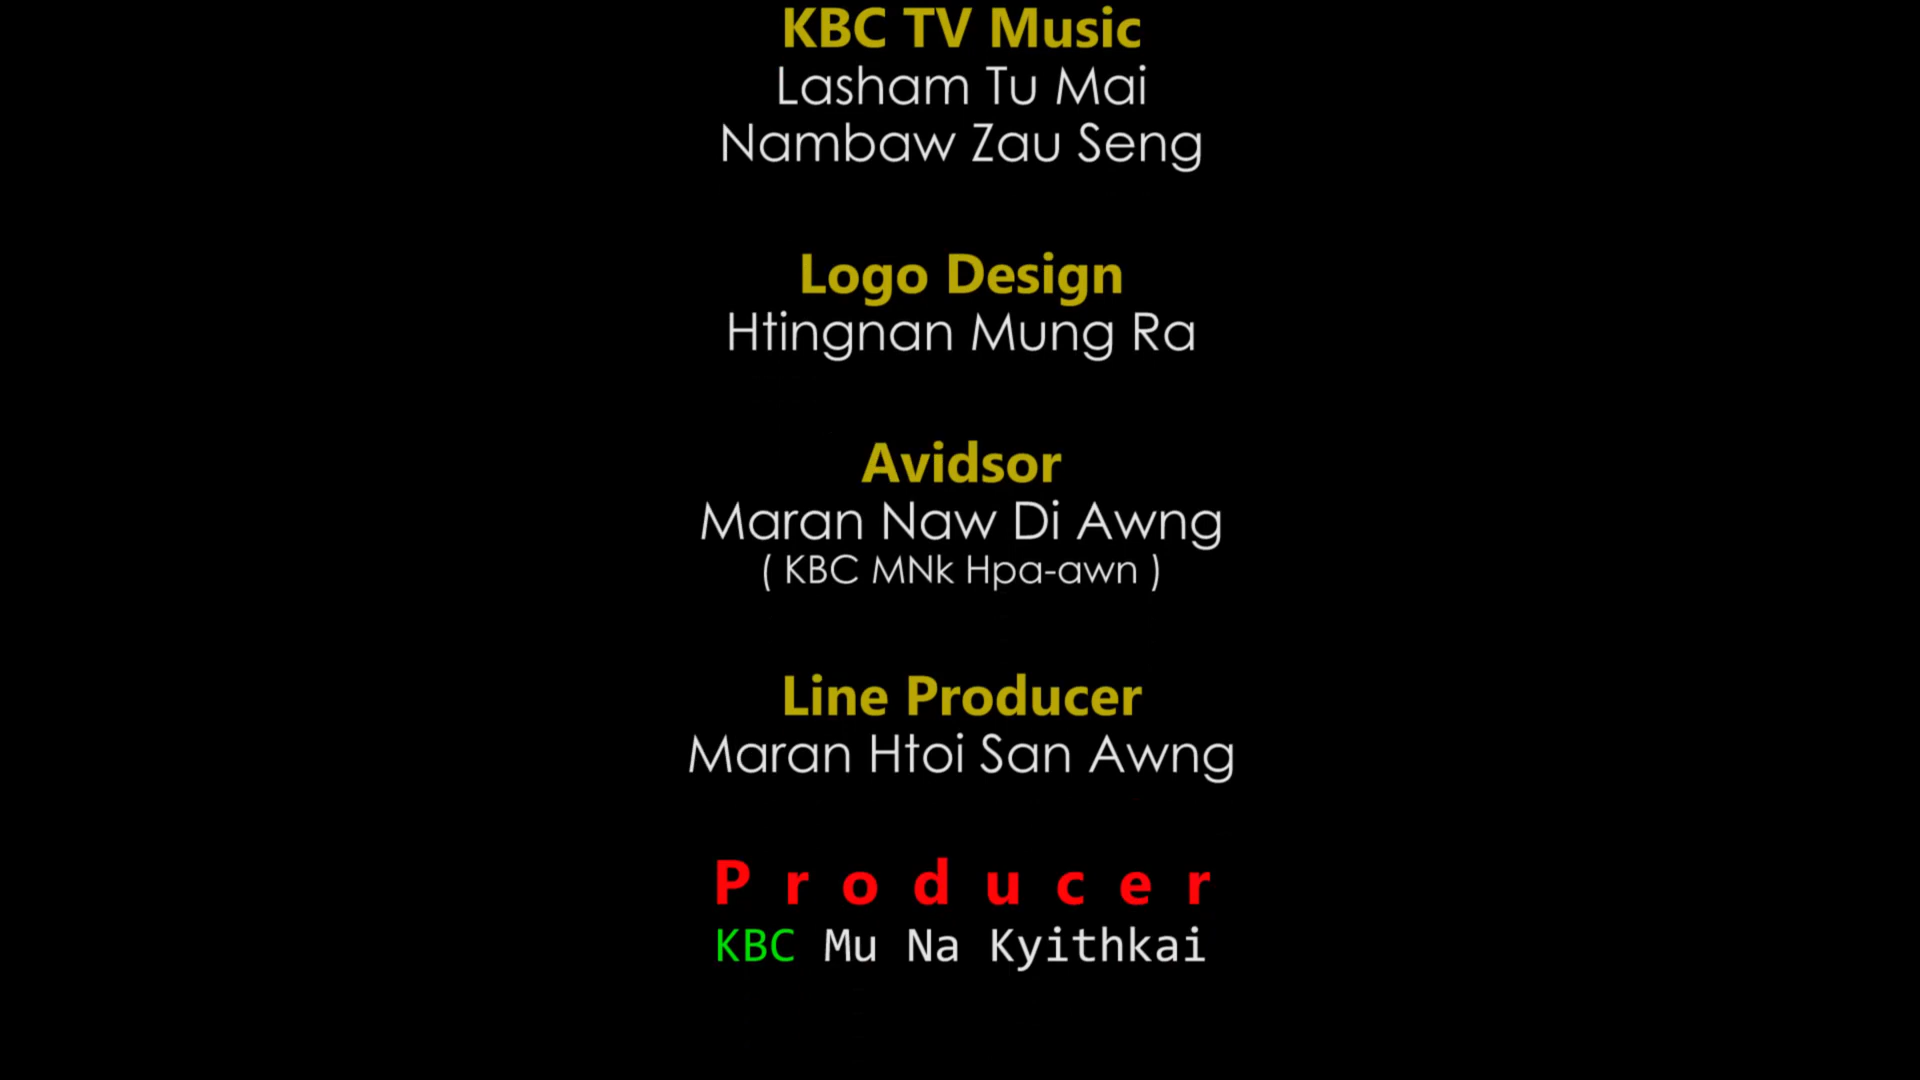 KBC TV Music
Lasham Tu Mai
Nambaw Zau Seng
Logo Design
Htingnan Mung Ra
Avidsor
Maran Naw Di Awng
( KBC MNk Hpa-awn )
Line Producer
Maran Htoi San Awng
Producer
KBC Mu Na Kyithkai